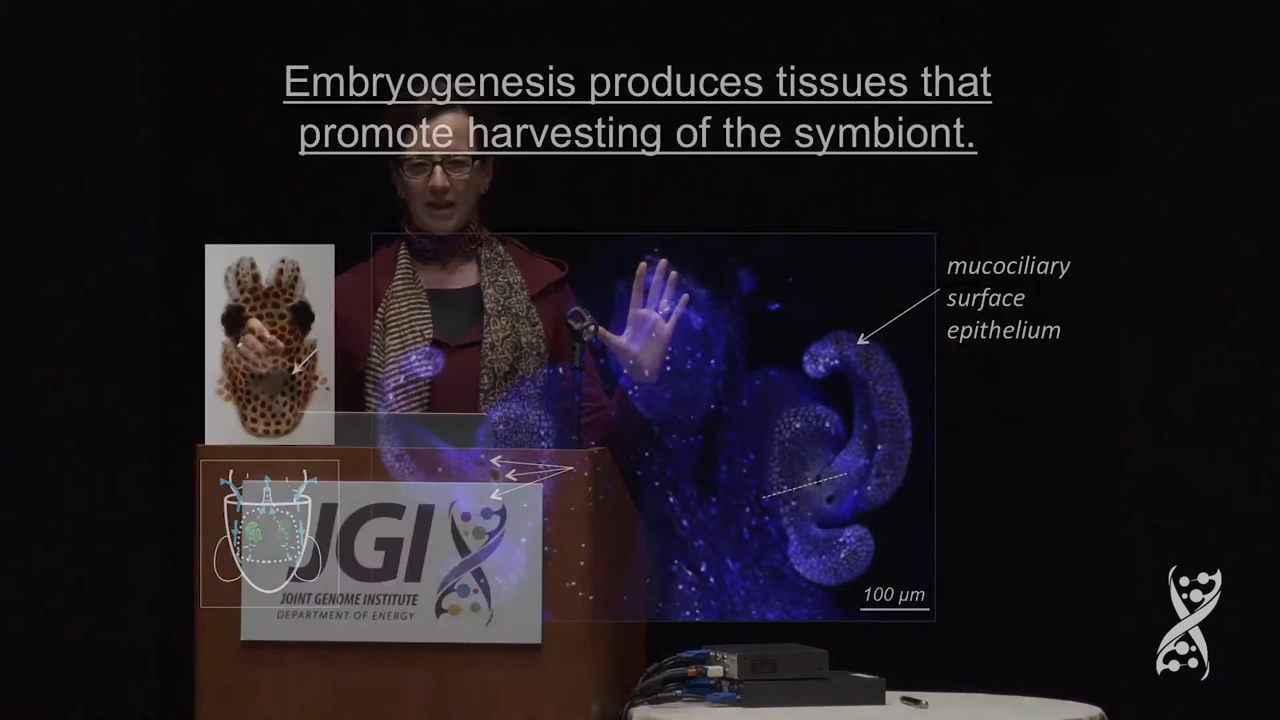 Embryogenesis produces tissues that
promote harvesting of the symbiont.
mucociliary
surface
epithelium
JGI
JOINT GENOME INSTITUTE
DEPARTMENT OF ENERGY
100 µm